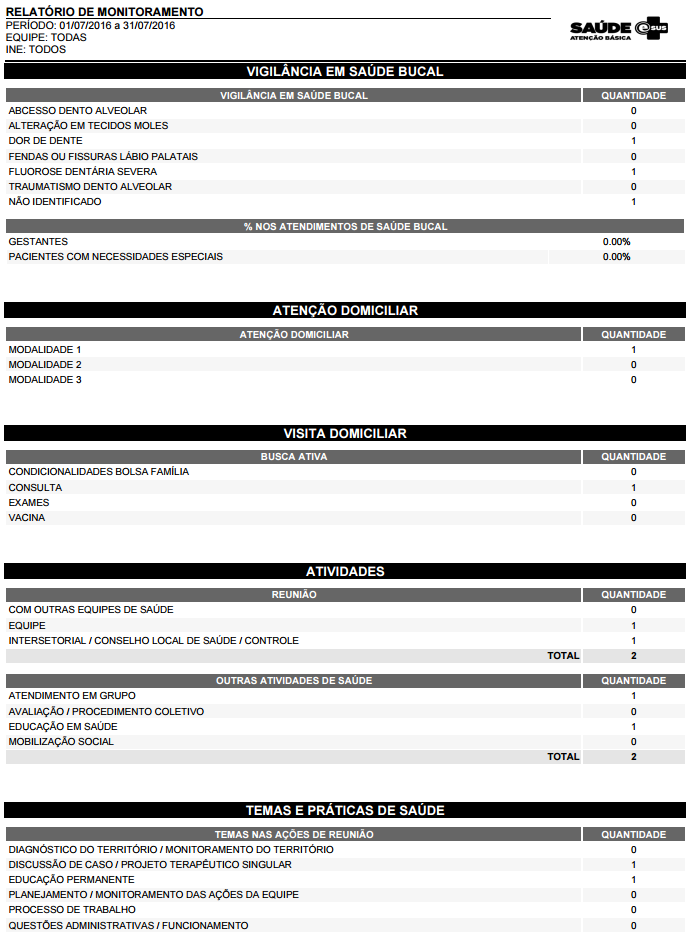 RELATÓRIO DE MONITORAMENTO
PERÍODO: 01/07/2016 a 31/07/2016
EQUIPE: TODAS
INE: TODOS
SAÚDE e SUS
ATENÇÃO BÁSICA
VIGILÂNCIA EM SAÚDE BUCAL
VIGILÂNCIA EM SAÚDE BUCAL QUANTIDADE
ABCESSO DENTO ALVEOLAR 0
ALTERAÇÃO EM TECIDOS MOLES 0
DOR DE DENTE 1
FENDAS OU FISSURAS LÁBIO PALATAIS 0
FLUOROSE DENTÁRIA SEVERA 1
TRAUMATISMO DENTO ALVEOLAR 0
NÃO IDENTIFICADO 1
% NOS ATENDIMENTOS DE SAÚDE BUCAL
GESTANTES 0.00%
PACIENTES COM NECESSIDADES ESPECIAIS 0.00%
ATENÇÃO DOMICILIAR
ATENÇÃO DOMICILIAR QUANTIDADE
MODALIDADE 1 1
MODALIDADE 2 0
MODALIDADE 3 0
VISITA DOMICILIAR
BUSCA ATIVA QUANTIDADE
CONDICIONALIDADES BOLSA FAMÍLIA 0
CONSULTA 1
EXAMES 0
VACINA 0
ATIVIDADES
REUNIÃO QUANTIDADE
COM OUTRAS EQUIPES DE SAÚDE 0
EQUIPE 1
INTERSETORIAL / CONSELHO LOCAL DE SAÚDE / CONTROLE 1
TOTAL 2
OUTRAS ATIVIDADES DE SAÚDE QUANTIDADE
ATENDIMENTO EM GRUPO 1
AVALIAÇÃO / PROCEDIMENTO COLETIVO 0
EDUCAÇÃO EM SAÚDE 1
MOBILIZAÇÃO SOCIAL 0
TOTAL 2
TEMAS E PRÁTICAS DE SAÚDE
TEMAS NAS AÇÕES DE REUNIÃO QUANTIDADE
DIAGNÓSTICO DO TERRITÓRIO / MONITORAMENTO DO TERRITÓRIO 0
DISCUSSÃO DE CASO / PROJETO TERAPÊUTICO SINGULAR 1
EDUCAÇÃO PERMANENTE 1
PLANEJAMENTO / MONITORAMENTO DAS AÇÕES DA EQUIPE 0
PROCESSO DE TRABALHO 0
QUESTÕES ADMINISTRATIVAS / FUNCIONAMENTO 0